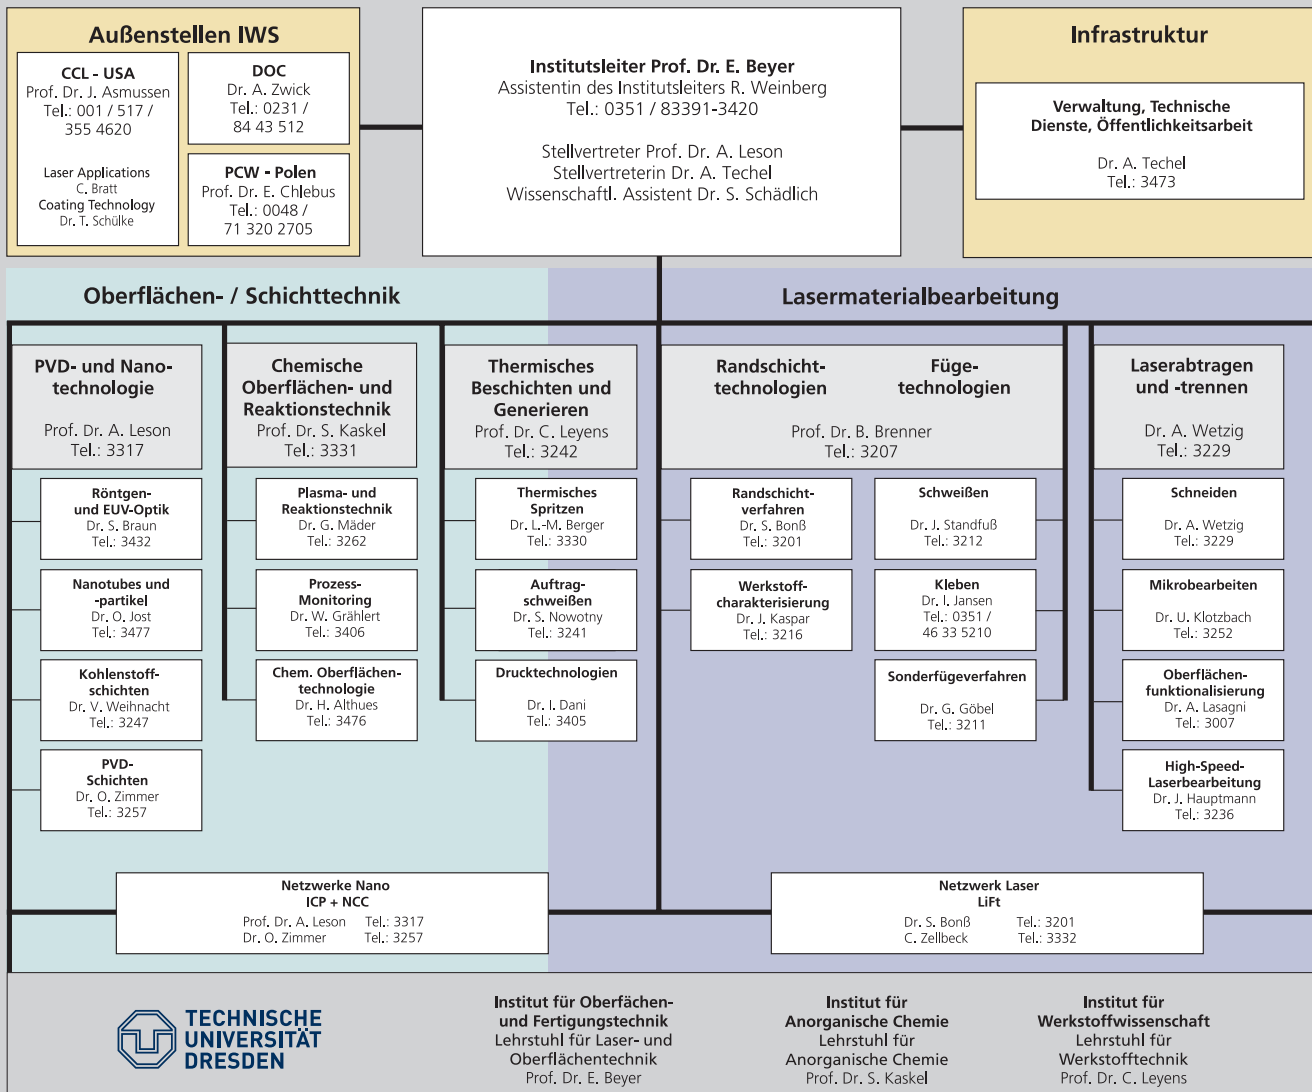 Außenstellen IWS
CCL - USA
Prof. Dr. J. Asmussen
Tel.: 001 / 517 /
355 4620
Laser Applications
C. Bratt
Coating Technology
Dr. T. Schülke
DOC
Dr. A. Zwick
Tel.: 0231 /
84 43 512
PCW - Polen
Prof. Dr. E. Chlebus
Tel.: 0048 /
71 320 2705
Institutsleiter Prof. Dr. E. Beyer
Assistentin des Institutsleiters R. Weinberg
Tel.: 0351 / 83391-3420
Stellvertreter Prof. Dr. A. Leson
Stellvertreterin Dr. A. Techel
Wissenschaftl. Assistent Dr. S. Schädlich
Infrastruktur
Verwaltung, Technische
Dienste, Öffentlichkeitsarbeit
Dr. A. Techel
Tel.: 3473
Oberflächen- / Schichttechnik
Lasermaterialbearbeitung
PVD- und Nano-
technologie
Prof. Dr. A. Leson
Tel.: 3317
Röntgen-
und EUV-Optik
Dr. S. Braun
Tel.: 3432
Nanotubes und
-partikel
Dr. O. Jost
Tel.: 3477
Kohlenstoff-
schichten
Dr. V. Weihnacht
Tel.: 3247
PVD-
Schichten
Dr. O. Zimmer
Tel.: 3257
Chemische
Oberflächen- und
Reaktionstechnik
Prof. Dr. S. Kaskel
Tel.: 3331
Plasma- und
Reaktionstechnik
Dr. G. Mäder
Tel.: 3262
Prozess-
Monitoring
Dr. W. Grählert
Tel.: 3406
Chem. Oberflächen-
technologie
Dr. H. Althues
Tel.: 3476
Thermisches
Beschichten und
Generieren
Prof. Dr. C. Leyens
Tel.: 3242
Thermisches
Spritzen
Dr. L.-M. Berger
Tel.: 3330
Auftrag-
schweißen
Dr. S. Nowotny
Tel.: 3241
Drucktechnologien
Dr. I. Dani
Tel.: 3405
Randschicht-
technologien
Füge-
technologien
Prof. Dr. B. Brenner
Tel.: 3207
Randschicht-
verfahren
Dr. S. Bonß
Tel.: 3201
Werkstoff-
charakterisierung
Dr. J. Kaspar
Tel.: 3216
Schweißen
Dr. J. Standfuß
Tel.: 3212
Kleben
Dr. I. Jansen
Tel.: 0351 /
46 33 5210
Sonderfügeverfahren
Dr. G. Göbel
Tel.: 3211
Laserabtragen
und -trennen
Dr. A. Wetzig
Tel.: 3229
Schneiden
Dr. A. Wetzig
Tel.: 3229
Mikrobearbeiten
Dr. U. Klotzbach
Tel.: 3252
Oberflächen-
funktionalisierung
Dr. A. Lasagni
Tel.: 3007
High-Speed-
Laserbearbeitung
Dr. J. Hauptmann
Tel.: 3236
Netzwerke Nano
ICP + NCC
Prof. Dr. A. Leson Tel.: 3317
Dr. O. Zimmer Tel.: 3257
Netzwerk Laser
LiFt
Dr. S. Bonß Tel.: 3201
C. Zellbeck Tel.: 3332
TECHNISCHE
UNIVERSITÄT
DRESDEN
Institut für Oberfächen-
und Fertigungstechnik
Lehrstuhl für Laser- und
Oberflächentechnik
Prof. Dr. E. Beyer
Institut für
Anorganische Chemie
Lehrstuhl für
Anorganische Chemie
Prof. Dr. S. Kaskel
Institut für
Werkstoffwissenschaft
Lehrstuhl für
Werkstofftechnik
Prof. Dr. C. Leyens